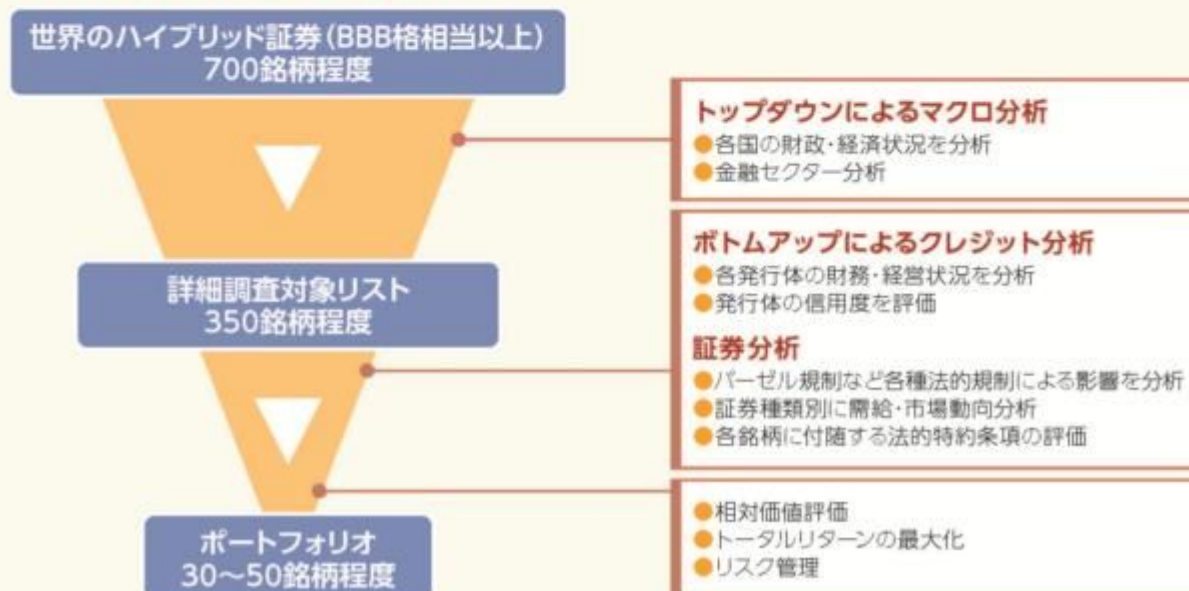 世界のハイブリッド証券(BBB格相当以上)
700銘柄程度
トップダウンによるマクロ分析
●各国の財政・経済状況を分析
●金融セクター分析
詳細調査対象リスト
350銘柄程度
ボトムアップによるクレジット分析
●各発行体の財務・経営状況を分析
●発行体の信用度を評価
証券分析
●バーゼル規制など各種法的規制による影響を分析
●証券種類別に需給・市場動向分析
●各銘柄に付随する法的特約条項の評価
ポートフォリオ
30〜50銘柄程度
●相対価値評価
●トータルリターンの最大化
●リスク管理